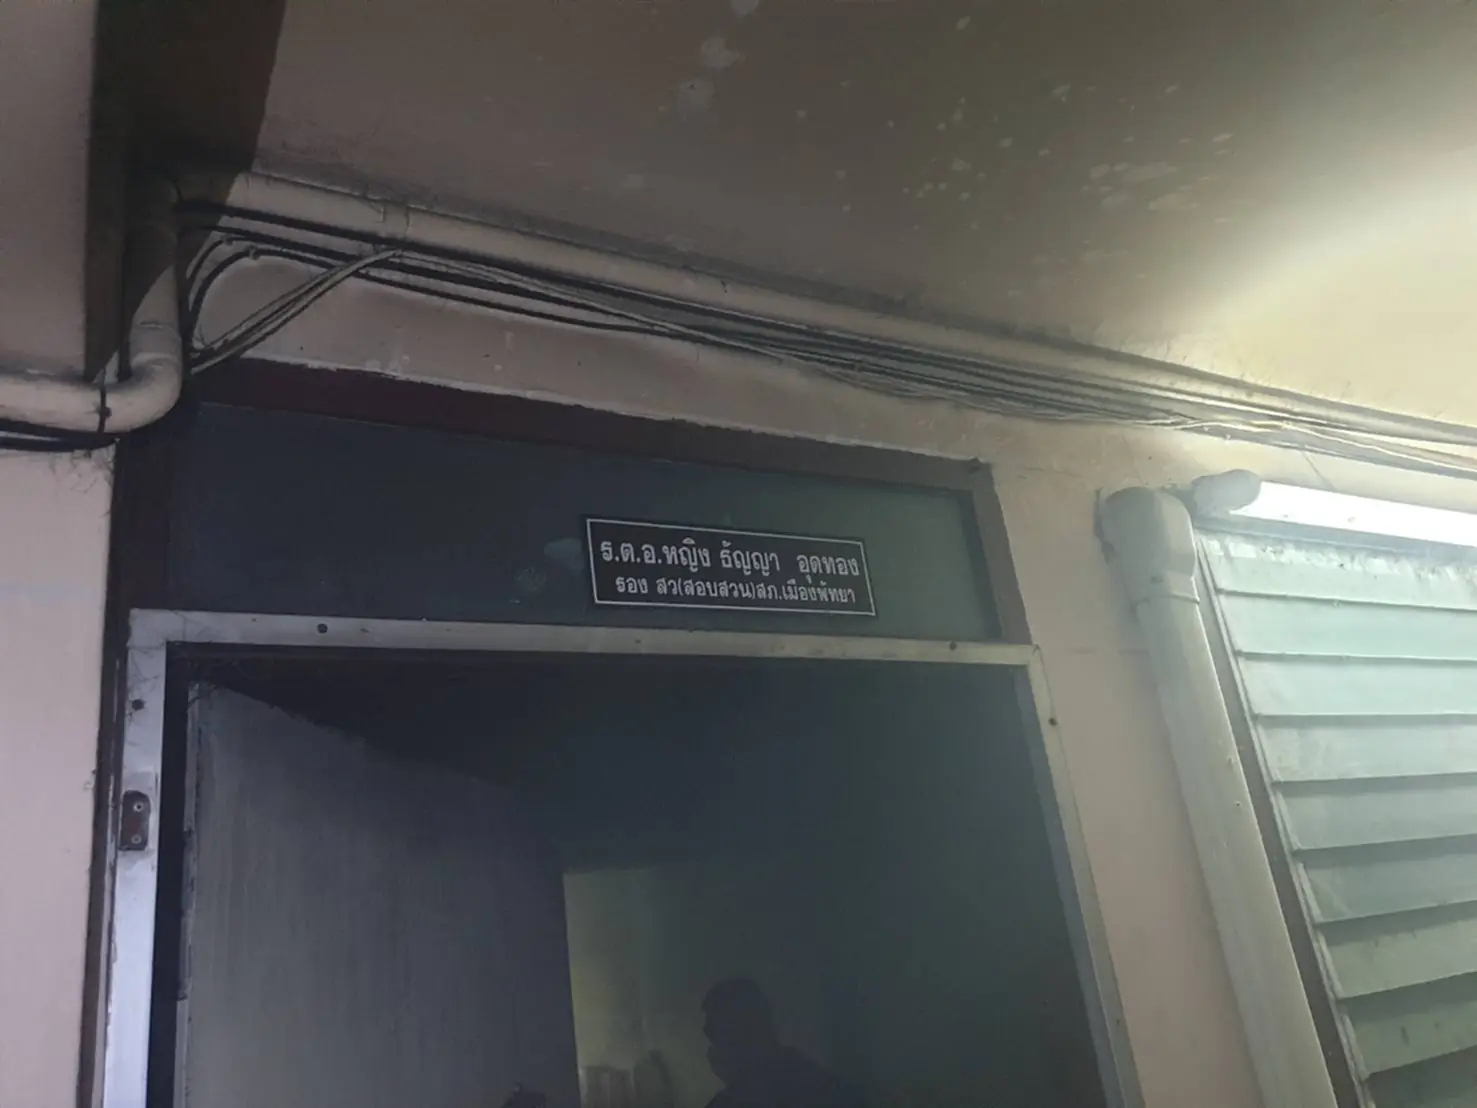 ร.ต.อ.หญิง ธัญญา อุดทอง
รอง สว(สอบสวน)สภ.เมืองพัทยา